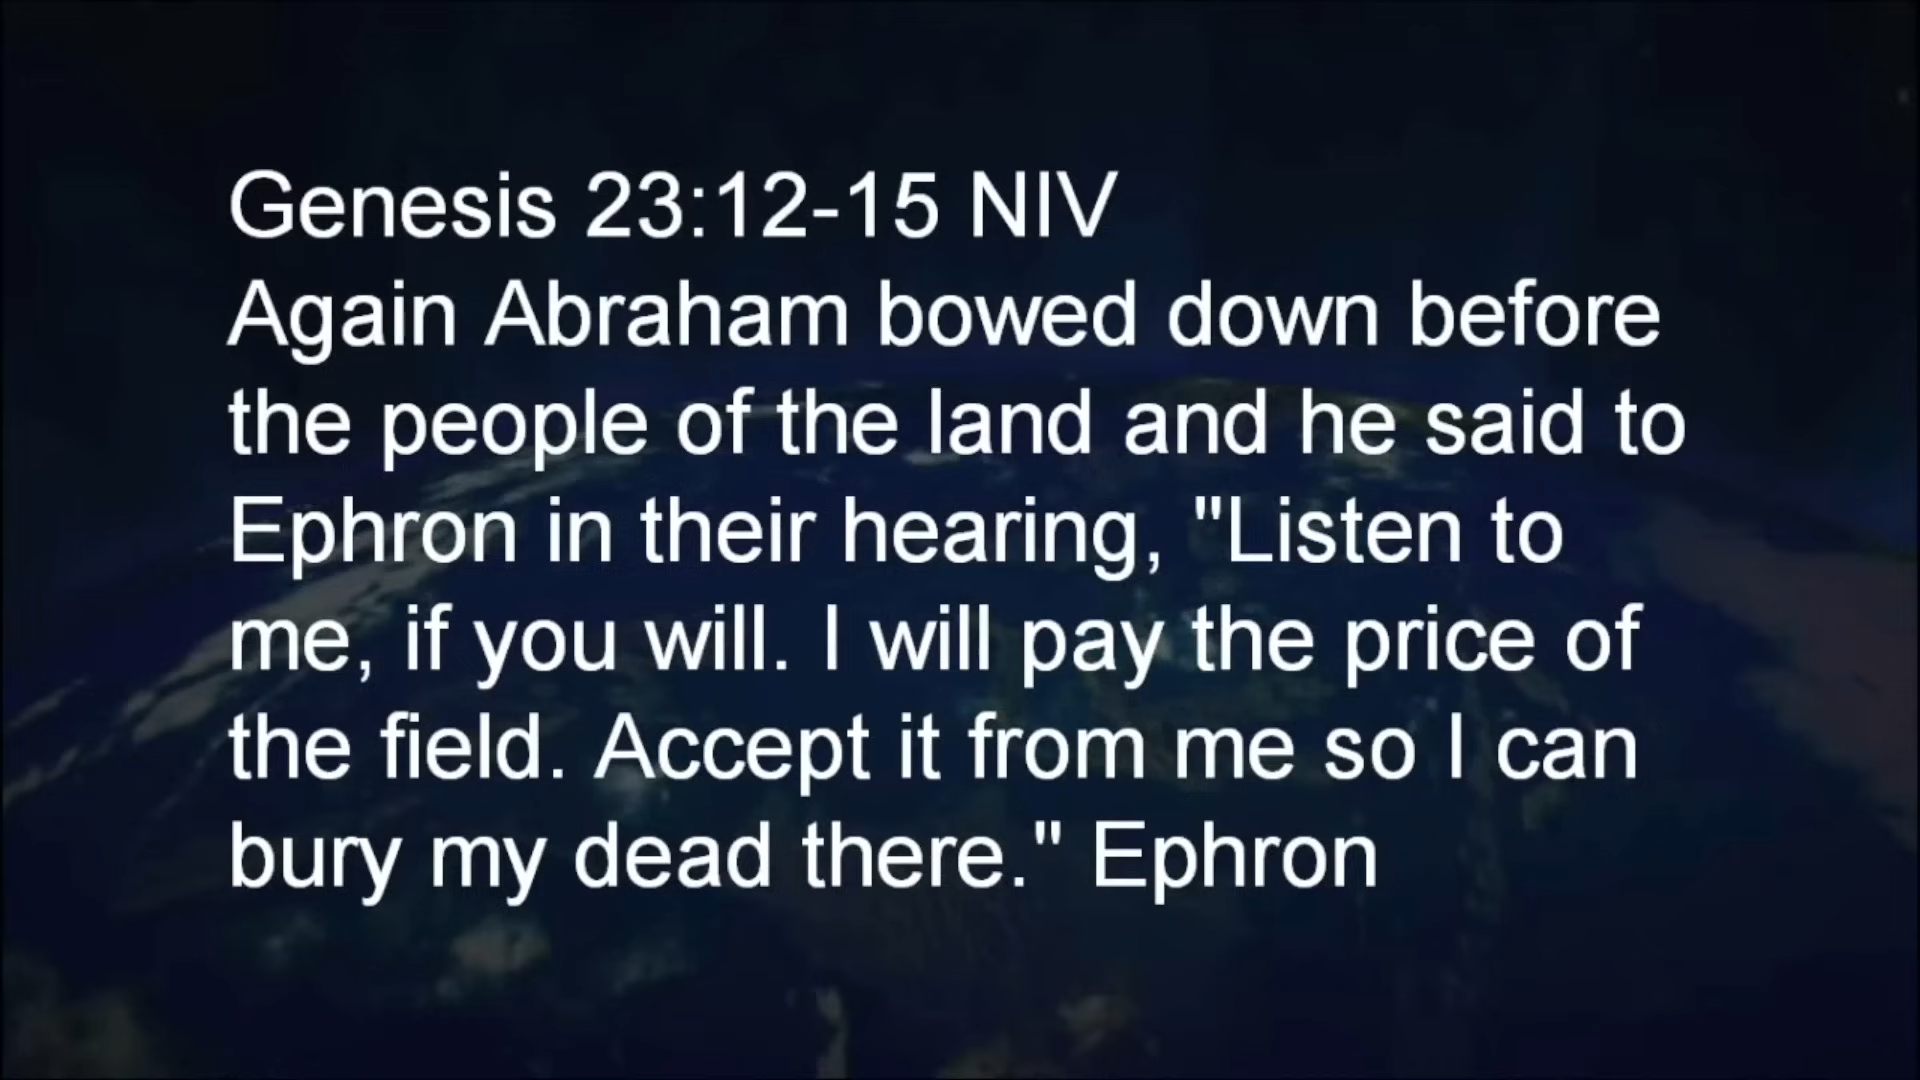 Genesis 23:12-15 NIV
Again Abraham bowed down before
the people of the land and he said to
Ephron in their hearing, "Listen to
me, if you will. I will pay the price of
the field. Accept it from me so I can
bury my dead there." Ephron